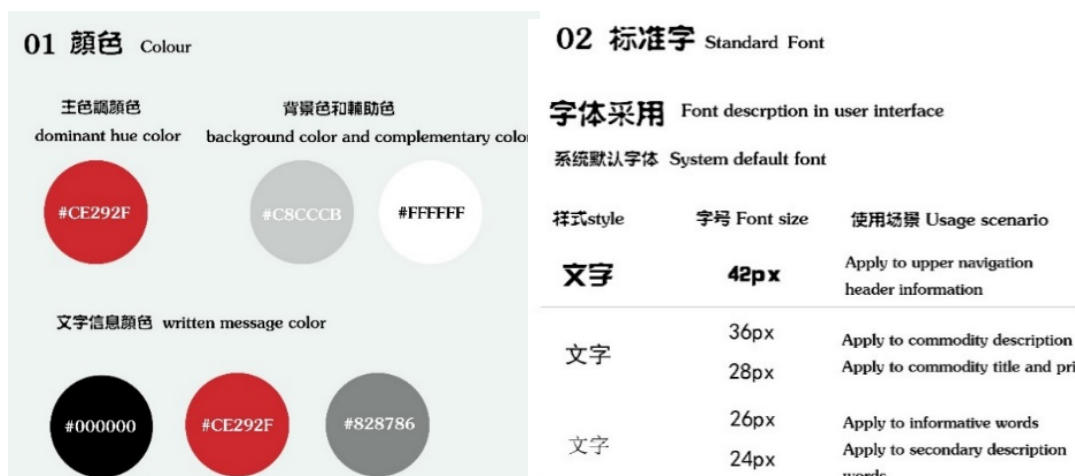 01 顏色 Colour
主色調顏色
dominant hue color
背景色和輔助色
background color and complementary color
#CE292F
#C8CCCB
#FFFFFF
文字信息顏色 written message color
#000000
#CE292F
#828786
02 标准字 Standard Font
字体采用 Font descrption in user interface
系统默认字体 System default font
样式style 字号 Font size 使用场景 Usage scenario
文字 42px Apply to upper navigation
header information
文字
36px Apply to commodity description
28px Apply to commodity title and pri
文字
26px Apply to informative words
24px Apply to secondary description